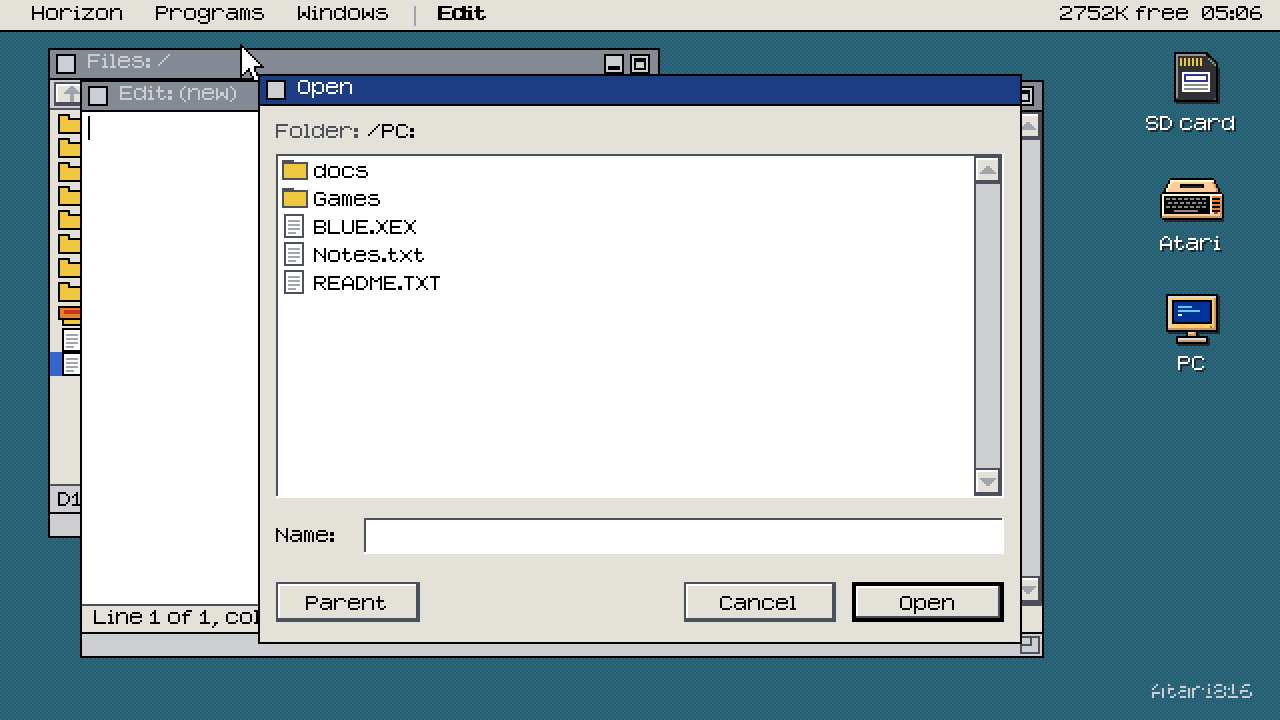 Horizon Programs Windows | Edit 2752K free 05:06
Files: /
Edit: (new)
Open
Folder: /PC:
docs
Games
BLUE.XEX
Notes.txt
README.TXT
Name:
Parent Cancel Open
D1
Line 1 of 1, col
SD card
Atari
PC
Atari816